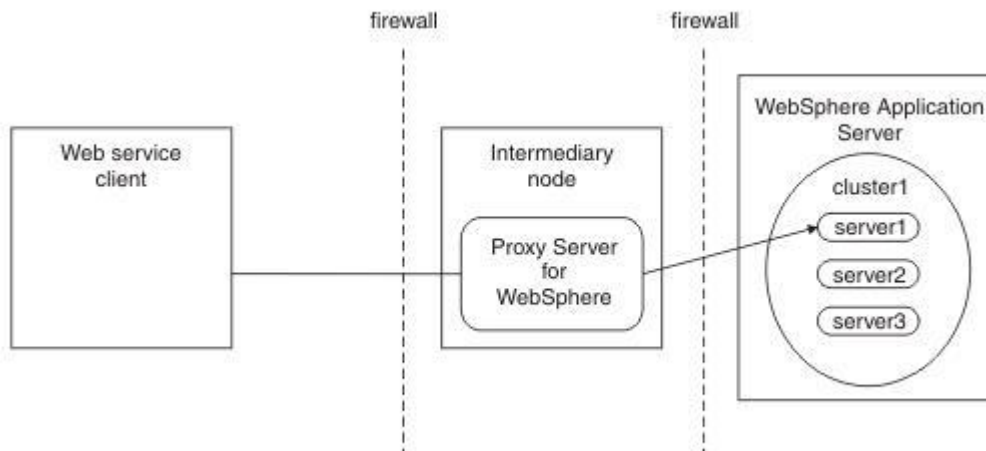 firewall
firewall
Web service
client
Intermediary
node
Proxy Server
for
WebSphere
WebSphere Application
Server
cluster1
server1
server2
server3